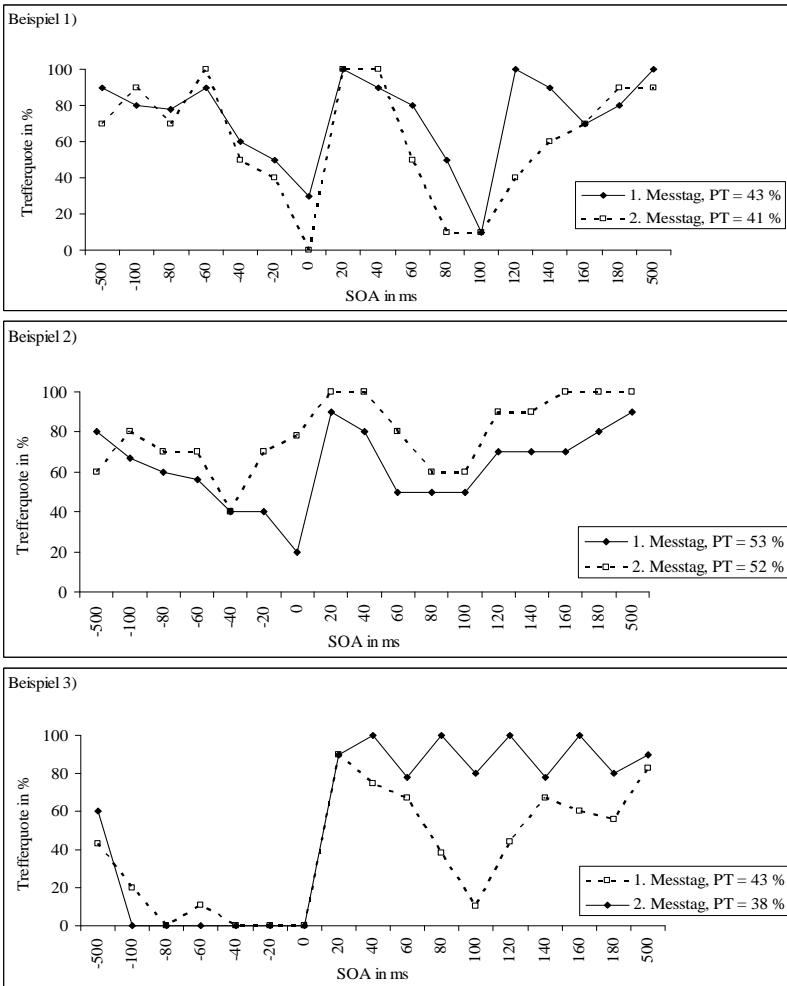 Beispiel 1)
Trefferquote in %
100
80
60
40
20
0
-500 -100 -80 -60 -40 -20 0 20 40 60 80 100 120 140 160 180 500
SOA in ms
1. Messtag, PT = 43 %
2. Messtag, PT = 41 %
Beispiel 2)
Trefferquote in %
100
80
60
40
20
0
-500 -100 -80 -60 -40 -20 0 20 40 60 80 100 120 140 160 180 500
SOA in ms
1. Messtag, PT = 53 %
2. Messtag, PT = 52 %
Beispiel 3)
Trefferquote in %
100
80
60
40
20
0
-500 -100 -80 -60 -40 -20 0 20 40 60 80 100 120 140 160 180 500
SOA in ms
1. Messtag, PT = 43 %
2. Messtag, PT = 38 %